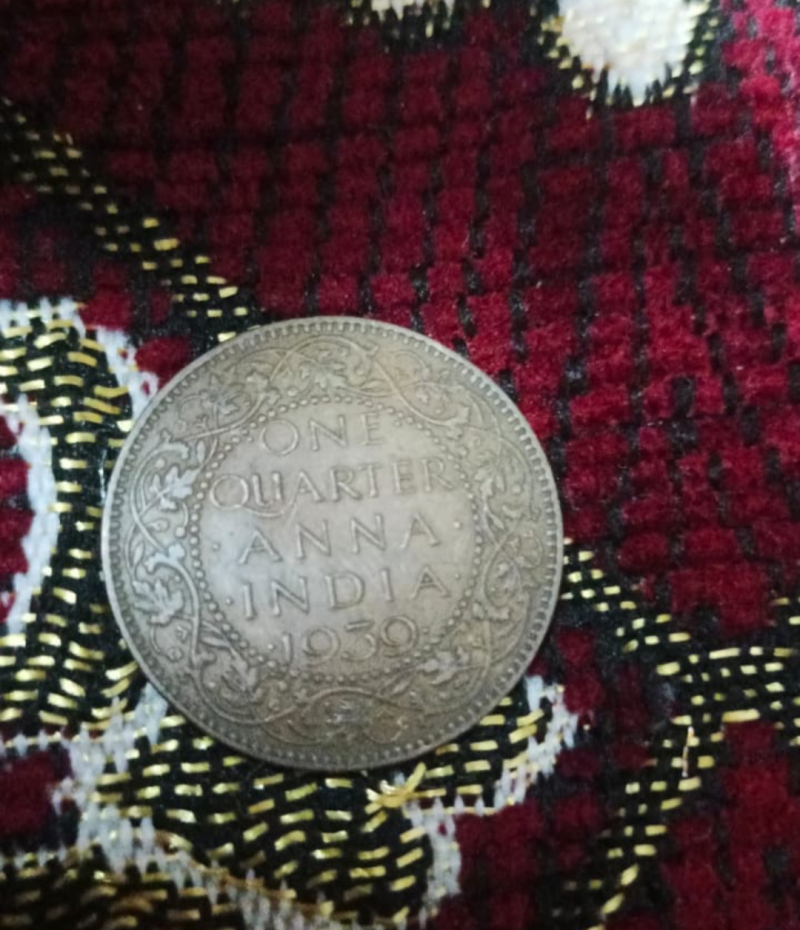 ONE
QUARTER
·ANNA·
·INDIA·
·1939·